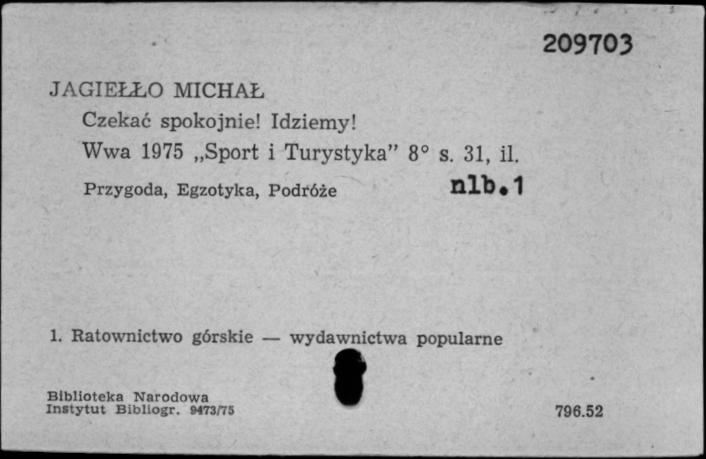 209703
JAGIEŁŁO MICHAŁ
Czekać spokojnie! Idziemy!
Wwa 1975 „Sport i Turystyka” 8° s. 31, il.
Przygoda, Egzotyka, Podróże nlb.1
1. Ratownictwo górskie — wydawnictwa popularne
Biblioteka Narodowa
Instytut Bibliogr. 9473/75 796.52